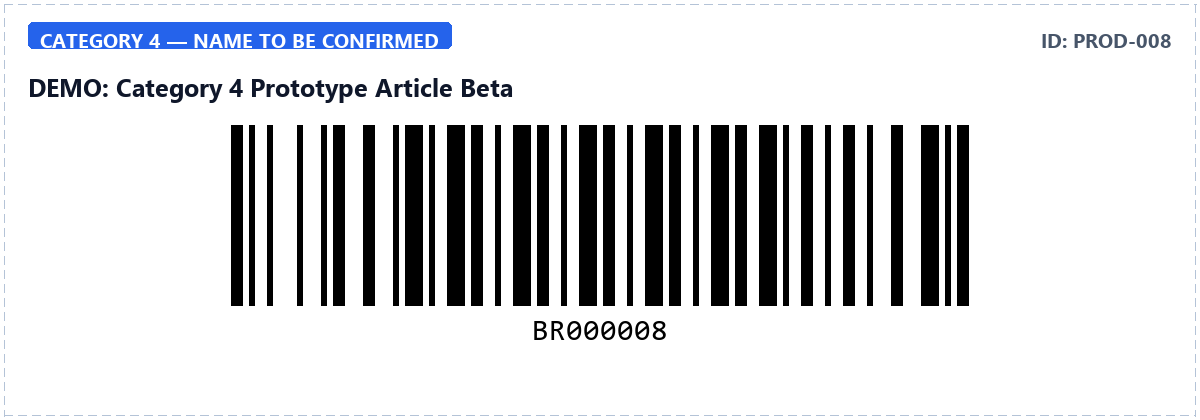 CATEGORY 4 — NAME TO BE CONFIRMED
ID: PROD-008
DEMO: Category 4 Prototype Article Beta
BR000008